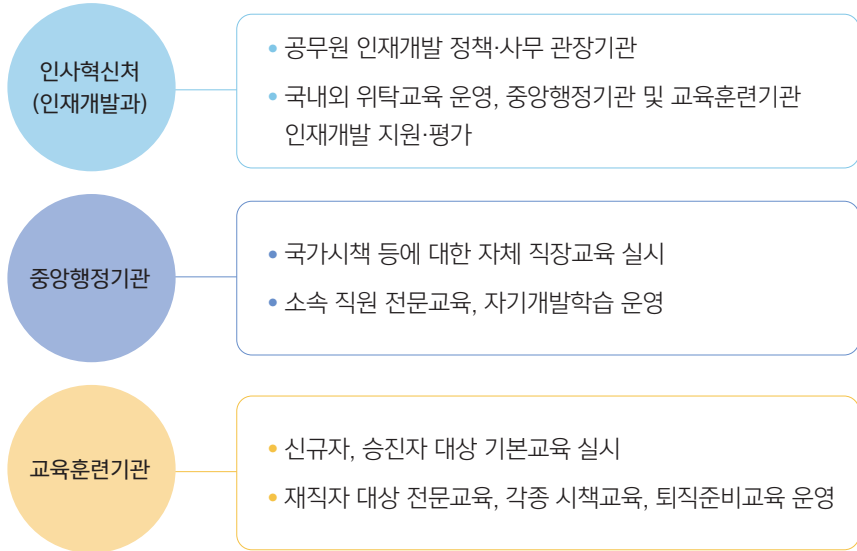 인사혁신처
(인재개발과)
• 공무원 인재개발 정책·사무 관장기관
• 국내외 위탁교육 운영, 중앙행정기관 및 교육훈련기관
인재개발 지원·평가
중앙행정기관
• 국가시책 등에 대한 자체 직장교육 실시
• 소속 직원 전문교육, 자기개발학습 운영
교육훈련기관
• 신규자, 승진자 대상 기본교육 실시
• 재직자 대상 전문교육, 각종 시책교육, 퇴직준비교육 운영